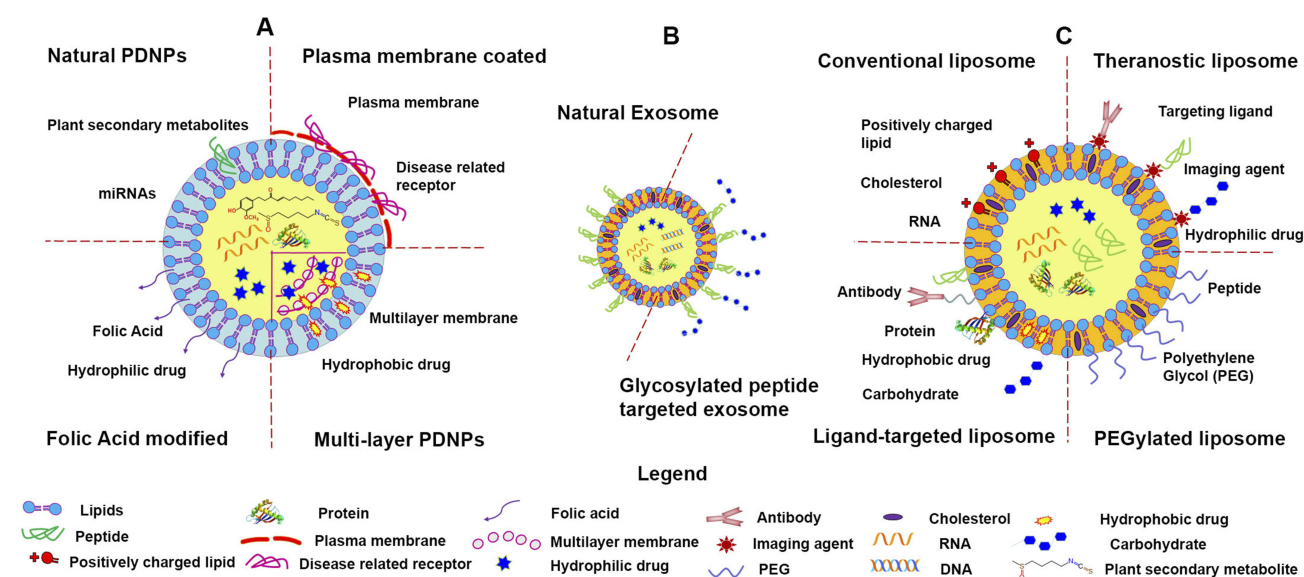 A
Natural PDNPs
Plasma membrane coated
Plasma membrane
Plant secondary metabolites
Disease related
receptor
miRNAs
HO
OCH₃
O
O
S
N=C=S
Folic Acid
Hydrophilic drug
Multilayer membrane
Hydrophobic drug
Folic Acid modified
Multi-layer PDNPs
B
Natural Exosome
Glycosylated peptide
targeted exosome
C
Conventional liposome
Theranostic liposome
Positively charged
lipid
Cholesterol
RNA
Targeting ligand
Imaging agent
Hydrophilic drug
+
+
+
Antibody
Protein
Hydrophobic drug
Carbohydrate
Peptide
Polyethylene
Glycol (PEG)
Ligand-targeted liposome
PEGylated liposome
Legend
Lipids
Peptide
+
Positively charged lipid
Protein
Plasma membrane
Disease related receptor
Folic acid
Multilayer membrane
Hydrophilic drug
Antibody
Imaging agent
PEG
Cholesterol
RNA
DNA
Hydrophobic drug
Carbohydrate
Plant secondary metabolite